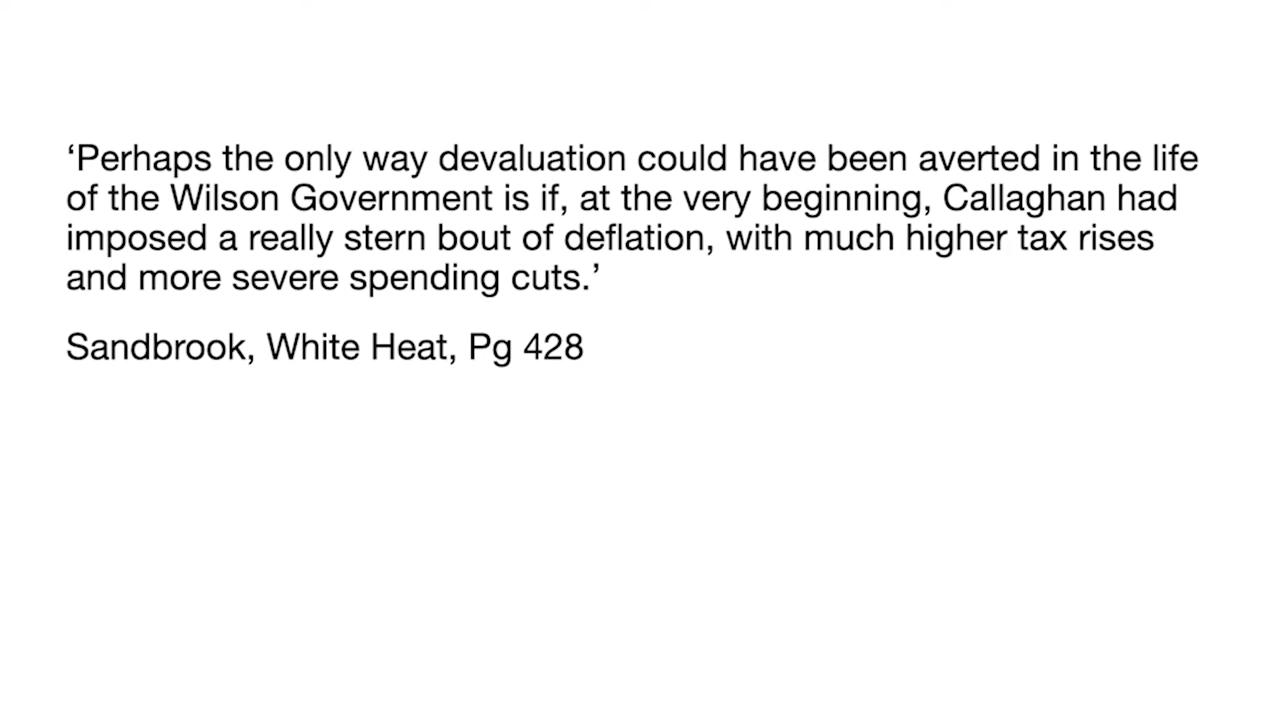 ‘Perhaps the only way devaluation could have been averted in the life
of the Wilson Government is if, at the very beginning, Callaghan had
imposed a really stern bout of deflation, with much higher tax rises
and more severe spending cuts.’
Sandbrook, White Heat, Pg 428